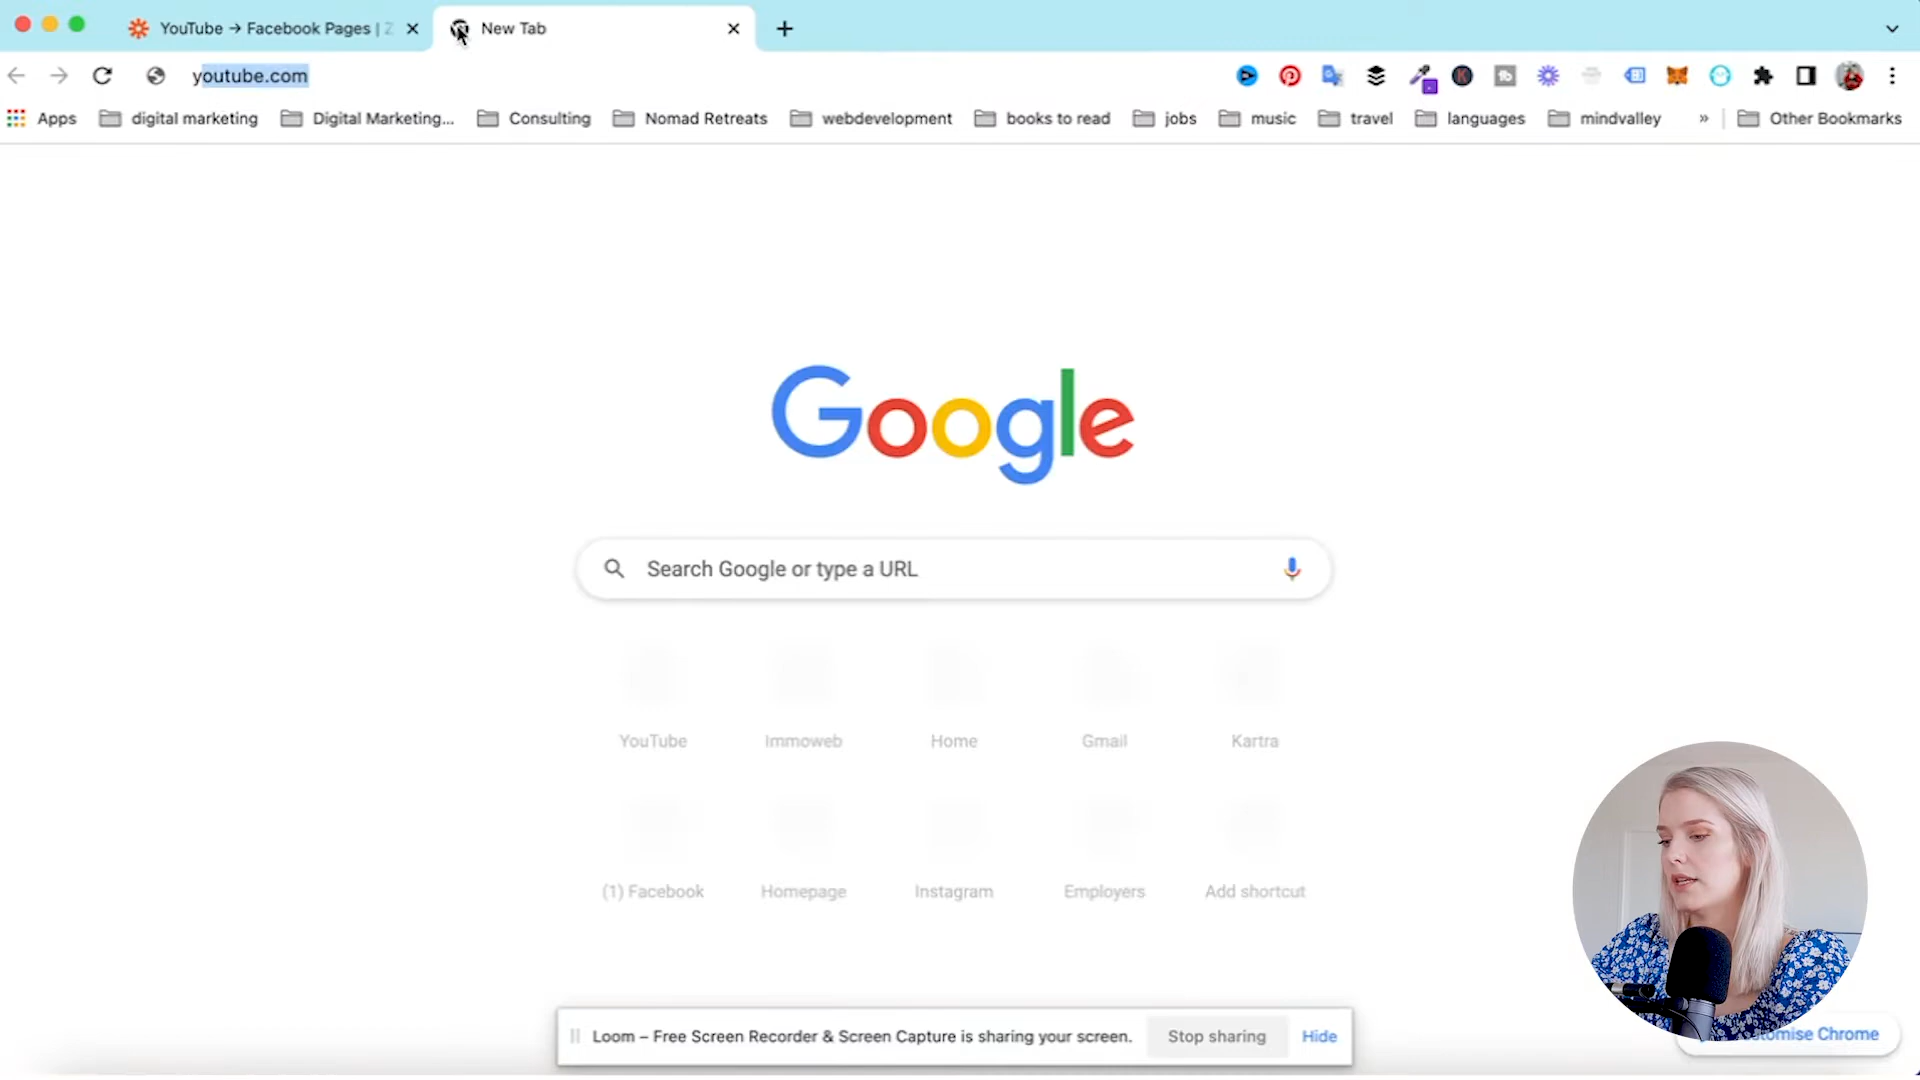 YouTube → Facebook Pages |
New Tab
youtube.com
Apps
digital marketing
Digital Marketing...
Consulting
Nomad Retreats
webdevelopment
books to read
jobs
music
travel
languages
mindvalley
»
Other Bookmarks
Google
Search Google or type a URL
YouTube
Immoweb
Home
Gmail
Kartra
(1) Facebook
Homepage
Instagram
Employers
Add shortcut
Loom – Free Screen Recorder & Screen Capture is sharing your screen.
Stop sharing
Hide
Chrome